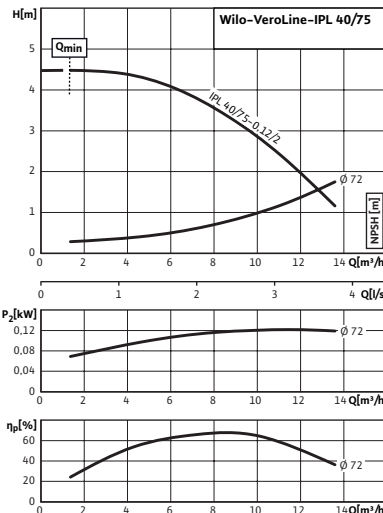 H[m]
Wilo-VeroLine-IPL 40/75
Qmin
5
4
3
2
1
0
IPL 40/75-0,12/2
Ø 72
NPSH [m]
0 2 4 6 8 10 12 14 Q[m³/h
0 1 2 3 4 Q[l/s
P₂[kW]
0,12
0,08
0,04
0
Ø 72
0 2 4 6 8 10 12 14 Q[m³/h
ηp[%]
60
40
20
0
Ø 72
0 2 4 6 8 10 12 14 Q[m³/h